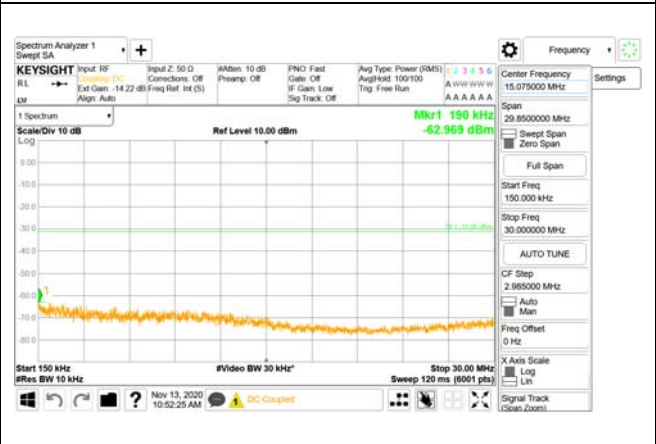 Spectrum Analyzer 1
Swept SA
Frequency
KEYSIGHT
RL
Input: RF
Coupling: DC
Ext Gain: -14.22 dB
Align: Auto
Input Z: 50 Ω
Corrections: Off
Freq Ref: Int (S)
#Atten: 10 dB
Preamp: Off
PNO: Fast
Gate: Off
IF Gain: Low
Sig Track: Off
Avg Type: Power (RMS)
Avg|Hold: 100/100
Trig: Free Run
1 2 3 4 5 6
A W W W W W
A A A A A A
1 Spectrum
Scale/Div 10 dB
Log
Ref Level 10.00 dBm
Mkr1 190 kHz
-62.969 dBm
0.00
-10.0
-20.0
-30.0
-40.0
-50.0
-60.0
-70.0
-80.0
1
Start 150 kHz
#Res BW 10 kHz
#Video BW 30 kHz*
Stop 30.00 MHz
Sweep 120 ms (6001 pts)
Center Frequency
15.075000 MHz
Settings
Span
29.8500000 MHz
Swept Span
Zero Span
Full Span
Start Freq
150.000 kHz
Stop Freq
30.000000 MHz
AUTO TUNE
CF Step
2.985000 MHz
Auto
Man
Freq Offset
0 Hz
X Axis Scale
Log
Lin
Signal Track
(Span Zoom)
?
Nov 13, 2020
10:52:25 AM
1
DC Coupled